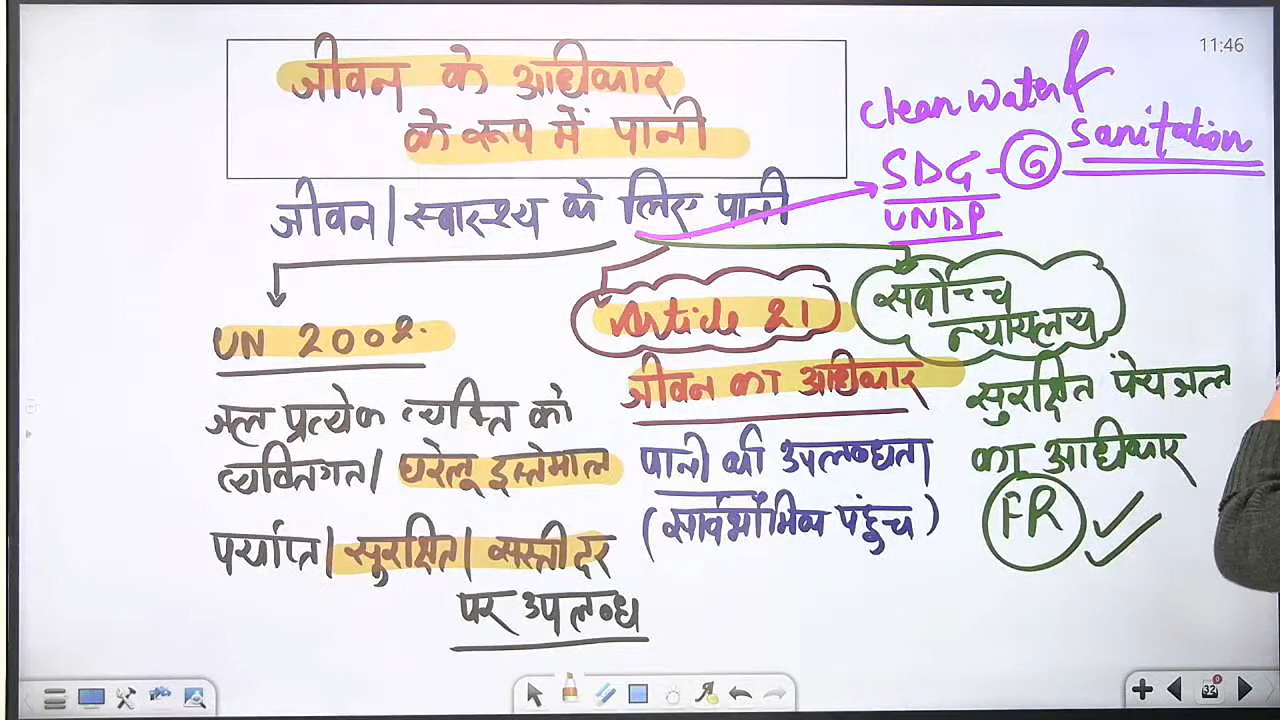 11:46
जीवन के अधिकार
के रूप में पानी
Clean Water &
Sanitation
SDG - 6
UNDP
जीवन | स्वास्थ्य के लिए पानी
UN 2002.
जल प्रत्येक व्यक्ति को
व्यक्तिगत | घरेलू इस्तेमाल
पर्याप्त | सुरक्षित | सस्ती दर
पर उपलब्ध
Article 21
जीवन का अधिकार
पानी की उपलब्धता
(सार्वभौमिक पंहुच)
सर्वोच्च
न्यायलय
सुरक्षित पेयजल
का अधिकार
FR
32